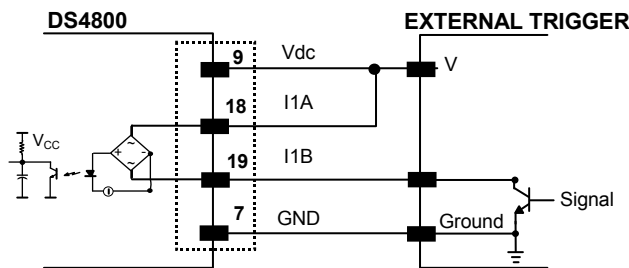 DS4800
EXTERNAL TRIGGER
9
Vdc
V
18
I1A
VCC
+
-
~
~
19
I1B
Signal
7
GND
Ground